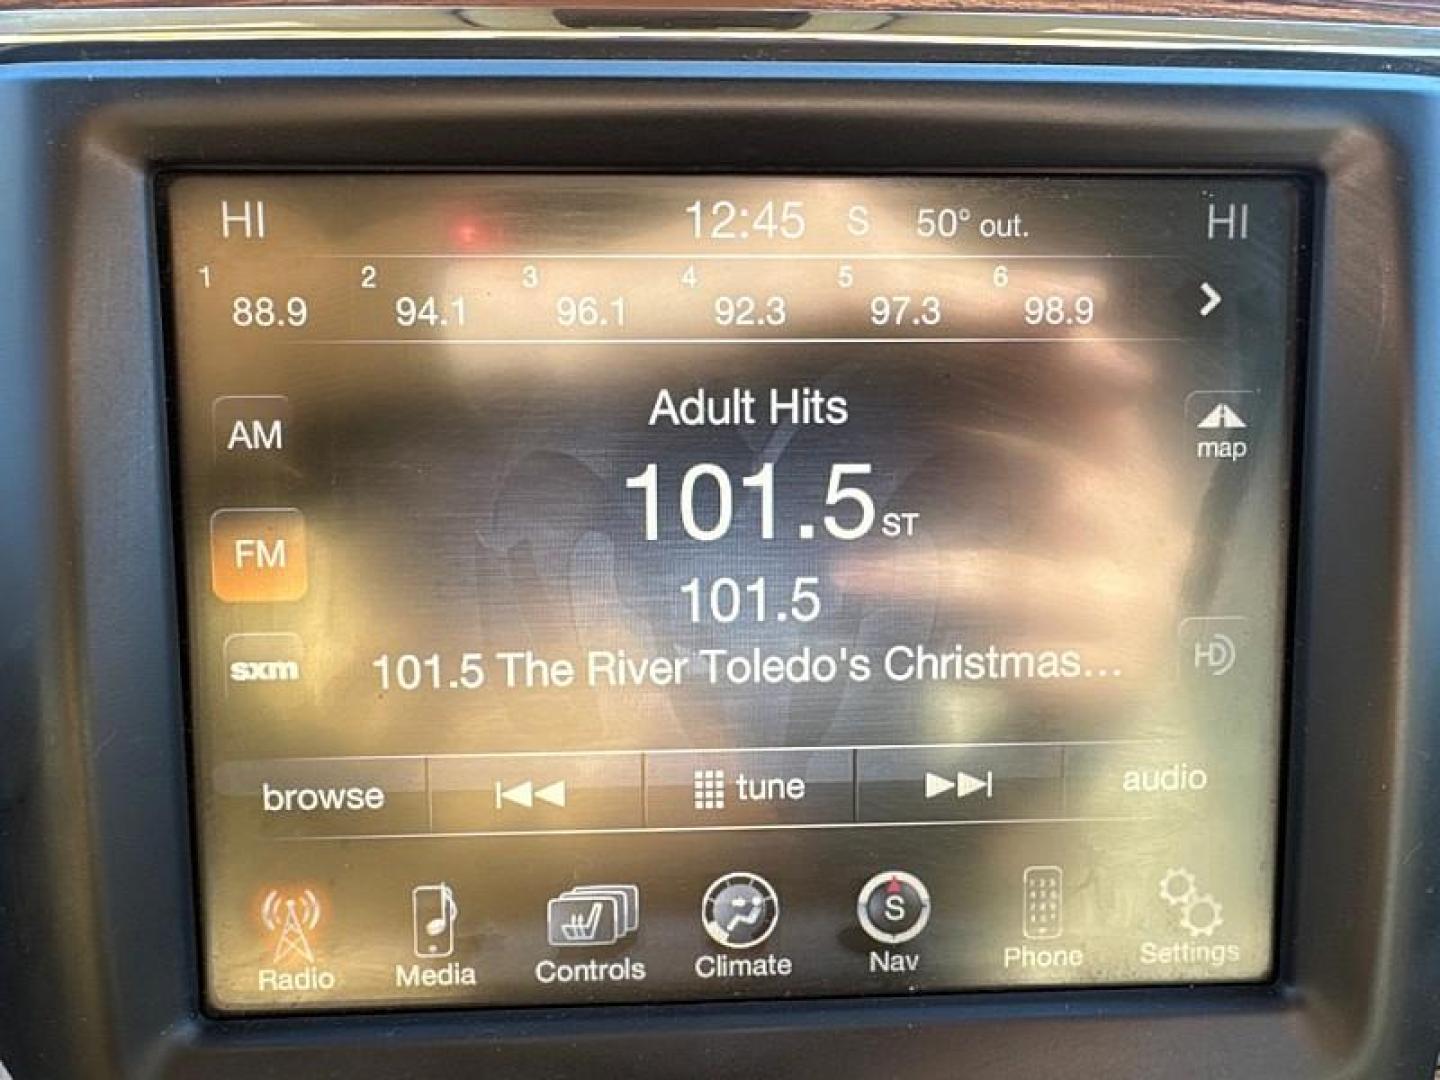 HI 12:45 S 50° out. HI
1 2 3 4 5 6
88.9 94.1 96.1 92.3 97.3 98.9
Adult Hits
AM
map
101.5 ST
FM
101.5
HD
sxm
101.5 The River Toledo's Christmas...
browse tune audio
S
Radio Media Controls Climate Nav Phone Settings